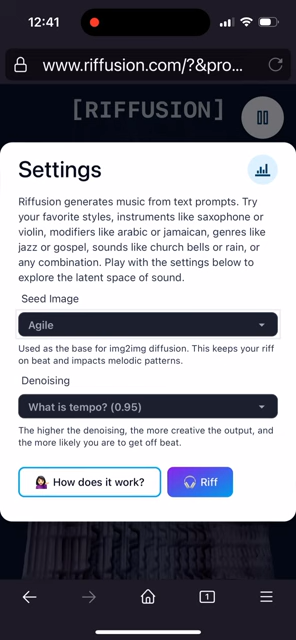 12:41
www.riffusion.com/?&pro...
[RIFFUSION]
Settings
Riffusion generates music from text prompts. Try
your favorite styles, instruments like saxophone or
violin, modifiers like arabic or jamaican, genres like
jazz or gospel, sounds like church bells or rain, or
any combination. Play with the settings below to
explore the latent space of sound.
Seed Image
Agile
Used as the base for img2img diffusion. This keeps your riff
on beat and impacts melodic patterns.
Denoising
What is tempo? (0.95)
The higher the denoising, the more creative the output, and
the more likely you are to get off beat.
How does it work?
Riff
1